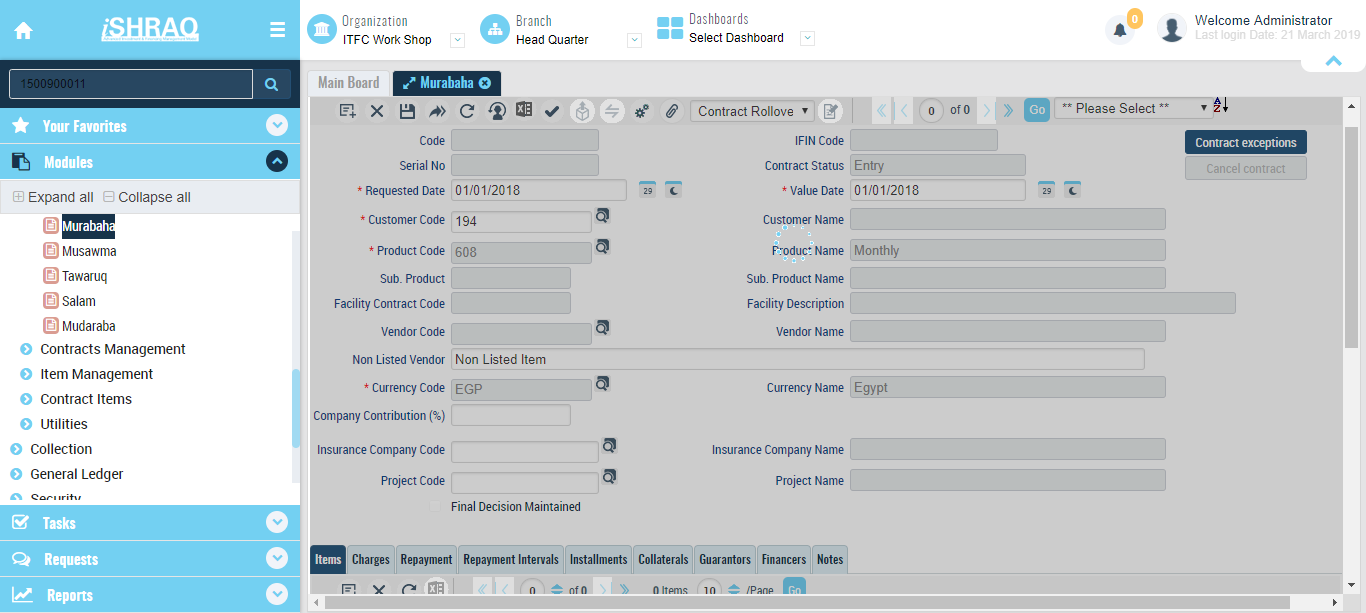 iSHRAQ
Organization
ITFC Work Shop
Branch
Head Quarter
Dashboards
Select Dashboard
0
Welcome Administrator
Last login Date: 21 March 2019
1500900011
Your Favorites
Modules
Expand all
Collapse all
Murabaha
Musawma
Tawaruq
Salam
Mudaraba
Contracts Management
Item Management
Contract Items
Utilities
Collection
General Ledger
Security
Tasks
Requests
Reports
Main Board
Murabaha
Contract Rollove
0 of 0
Go
** Please Select **
Code
IFIN Code
Contract exceptions
Serial No
Contract Status Entry
Cancel contract
* Requested Date 01/01/2018 29
* Value Date 01/01/2018 29
* Customer Code 194
Customer Name
* Product Code 608
Product Name Monthly
Sub. Product
Sub. Product Name
Facility Contract Code
Facility Description
Vendor Code
Vendor Name
Non Listed Vendor Non Listed Item
* Currency Code EGP
Currency Name Egypt
Company Contribution (%)
Insurance Company Code
Insurance Company Name
Project Code
Project Name
Final Decision Maintained
Items Charges Repayment Repayment Intervals Installments Collaterals Guarantors Financers Notes
0 of 0 0 Items 10 /Page Go